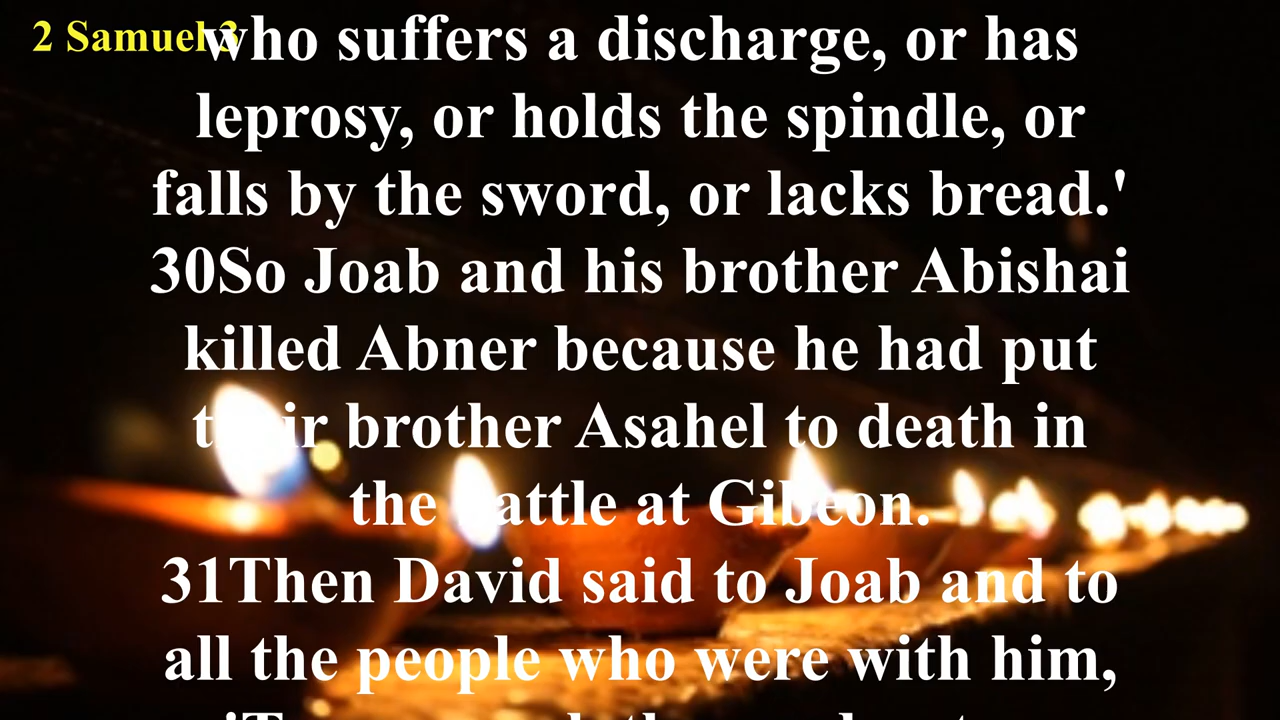 2 Samuel 3
who suffers a discharge, or has
leprosy, or holds the spindle, or
falls by the sword, or lacks bread.'
30So Joab and his brother Abishai
killed Abner because he had put
their brother Asahel to death in
the battle at Gibeon.
31Then David said to Joab and to
all the people who were with him,